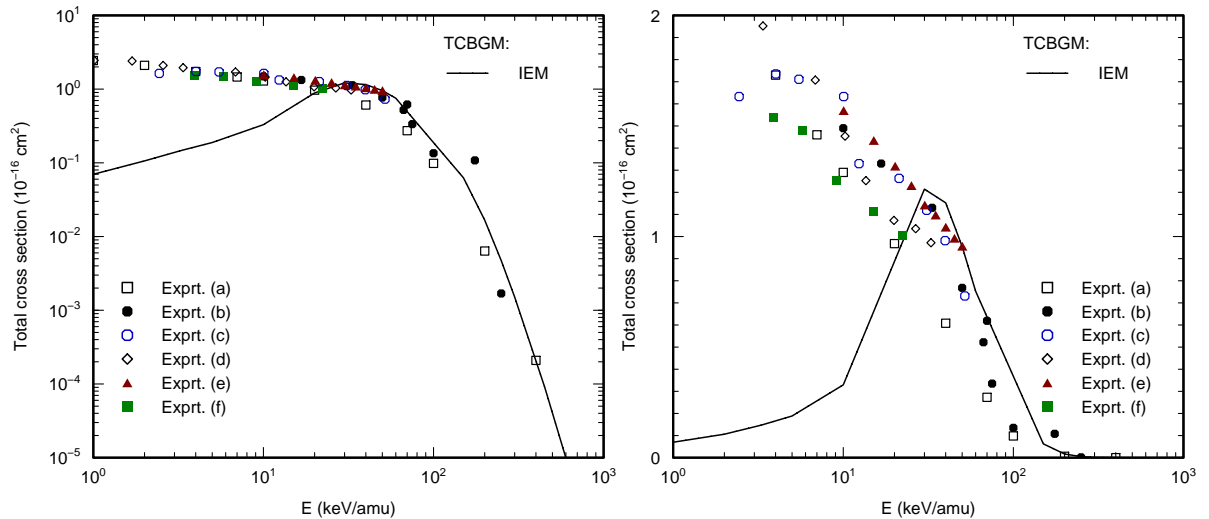 10¹
10⁰
10⁻¹
10⁻²
10⁻³
10⁻⁴
10⁻⁵
Total cross section (10⁻¹⁶ cm²)
TCBGM:
IEM
Exprt. (a)
Exprt. (b)
Exprt. (c)
Exprt. (d)
Exprt. (e)
Exprt. (f)
10⁰ 10¹ 10² 10³
E (keV/amu)
2
1
0
Total cross section (10⁻¹⁶ cm²)
TCBGM:
IEM
Exprt. (a)
Exprt. (b)
Exprt. (c)
Exprt. (d)
Exprt. (e)
Exprt. (f)
10⁰ 10¹ 10² 10³
E (keV/amu)